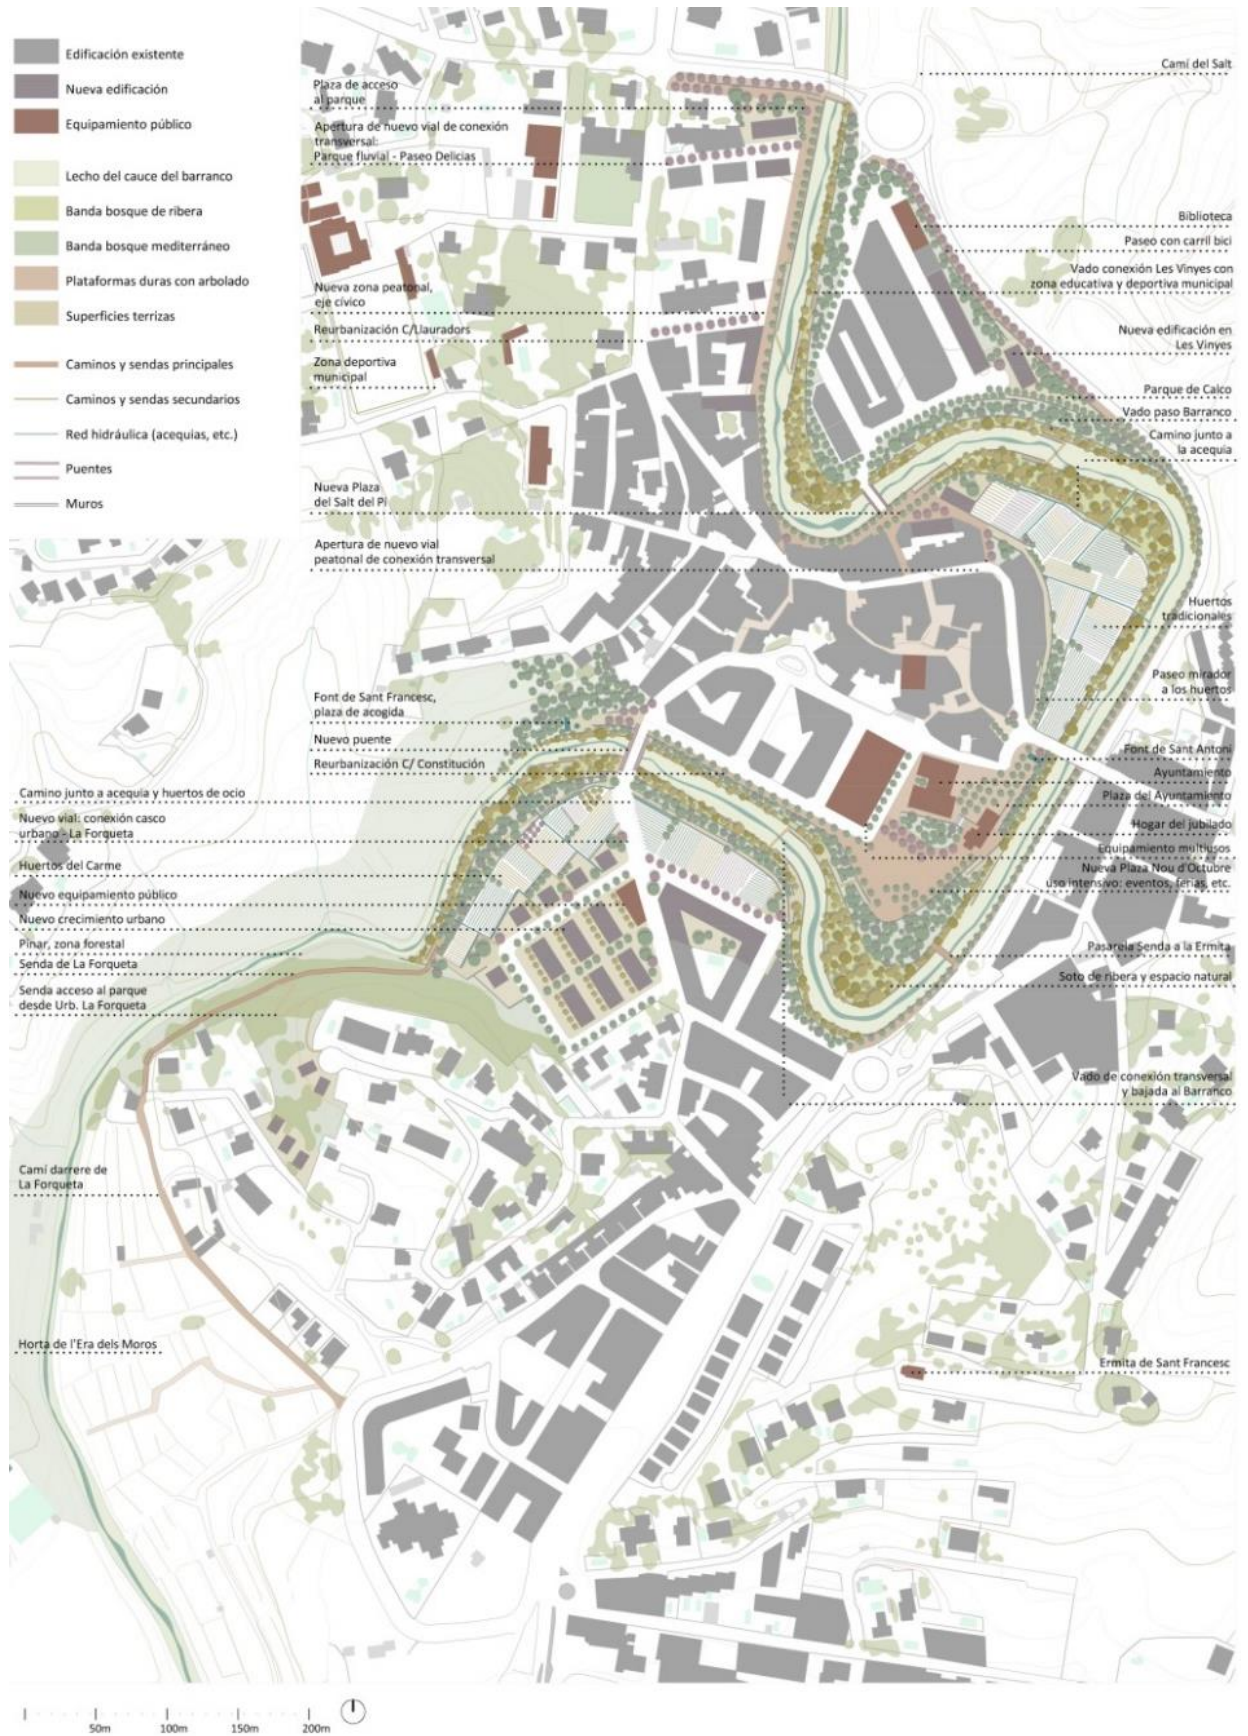 Edificación existente
Nueva edificación
Equipamiento público
Lecho del cauce del barranco
Banda bosque de ribera
Banda bosque mediterráneo
Plataformas duras con arbolado
Superficies terrizas
Caminos y sendas principales
Caminos y sendas secundarios
Red hidráulica (acequias, etc.)
Puentes
Muros
Plaza de acceso
al parque
Apertura de nuevo vial de conexión
transversal:
Parque fluvial - Paseo Delicias
Nueva zona peatonal,
eje cívico
Reurbanización C/Llauradors
Zona deportiva
municipal
Nueva Plaza
del Salt del Pi
Apertura de nuevo vial
peatonal de conexión transversal
Font de Sant Francesc,
plaza de acogida
Nuevo puente
Reurbanización C/ Constitución
Camino junto a acequia y huertos de ocio
Nuevo vial: conexión casco
urbano - La Forqueta
Huertos del Carme
Nuevo equipamiento público
Nuevo crecimiento urbano
Pinar, zona forestal
Senda de La Forqueta
Senda acceso al parque
desde Urb. La Forqueta
Camí darrere de
La Forqueta
Horta de l'Era dels Moros
Camí del Salt
Biblioteca
Paseo con carril bici
Vado conexión Les Vinyes con
zona educativa y deportiva municipal
Nueva edificación en
Les Vinyes
Parque de Calco
Vado paso Barranco
Camino junto a
la acequia
Huertos
tradicionales
Paseo mirador
a los huertos
Font de Sant Antoni
Ayuntamiento
Plaza del Ayuntamiento
Hogar del jubilado
Equipamiento multiusos
Nueva Plaza Nou d'Octubre
uso intensivo: eventos, ferias, etc.
Pasarela Senda a la Ermita
Soto de ribera y espacio natural
Vado de conexión transversal
y bajada al Barranco
Ermita de Sant Francesc
50m 100m 150m 200m